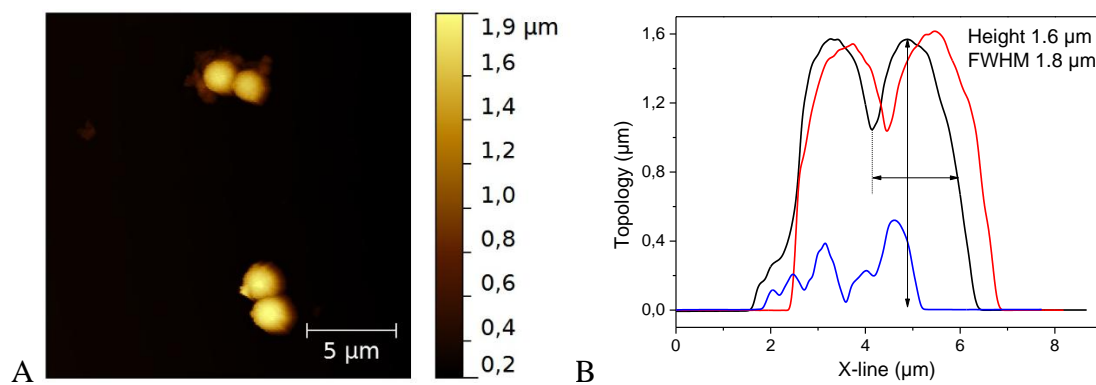 A
5 µm
1,9 µm
1,6
1,4
1,2
1,0
0,8
0,6
0,4
0,2
B
Height 1.6 µm
FWHM 1.8 µm
Topology (µm)
1,6
1,2
0,8
0,4
0,0
0
2
4
6
8
X-line (µm)